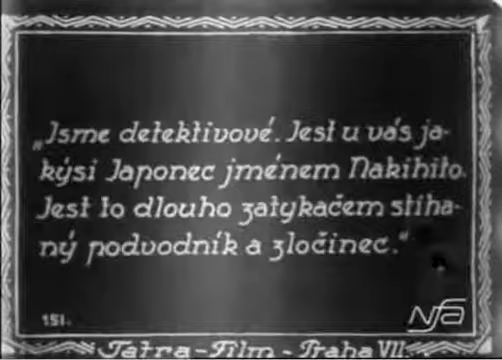 „Jsme detektivové. Jest u vás ja-
kýsi Japonec jménem Nakihito.
Jest to dlouho zatykačem stíha-
ný podvodník a zločinec.“
151.
nfa
Tatra-Film - Praha VII